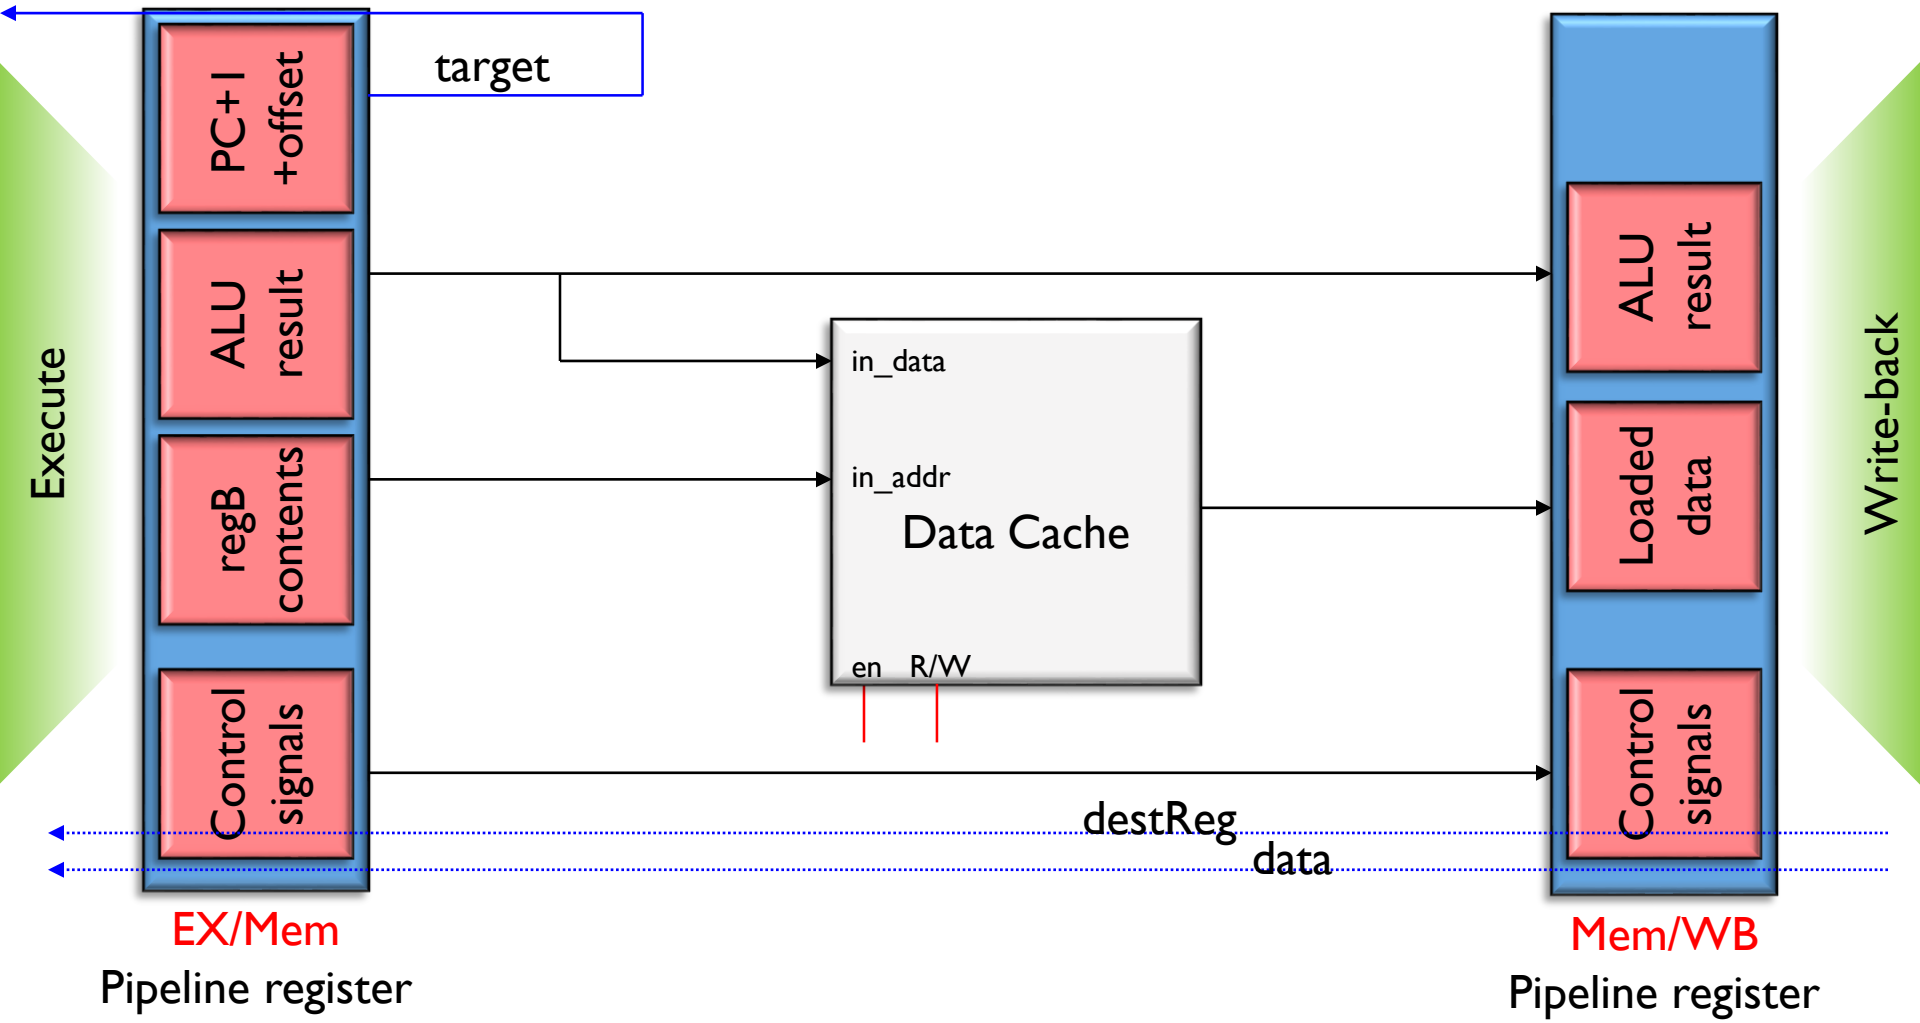 Execute
PC+1
+offset
ALU
result
regB
contents
Control
signals
EX/Mem
Pipeline register
target
in_data
in_addr
Data Cache
en R/W
destReg
data
ALU
result
Loaded
data
Control
signals
Mem/WB
Pipeline register
Write-back